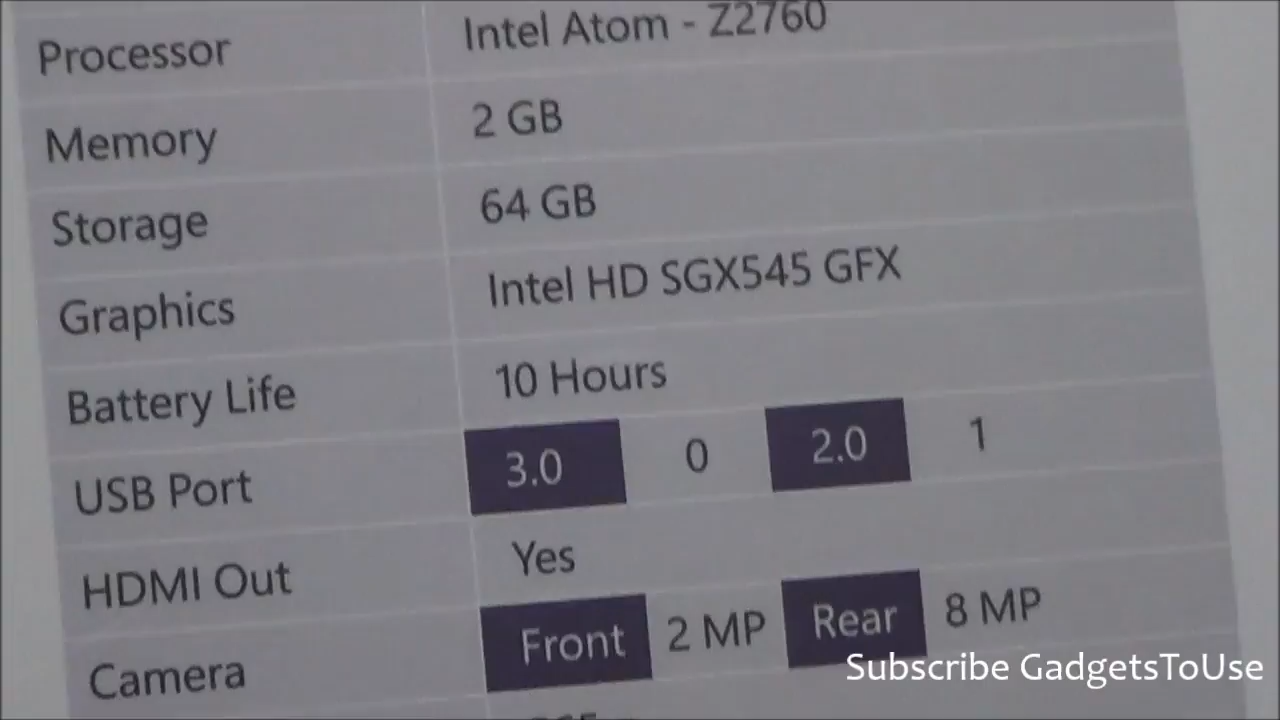 Processor Intel Atom - Z2760
Memory 2 GB
Storage 64 GB
Graphics Intel HD SGX545 GFX
Battery Life 10 Hours
USB Port 3.0 0 2.0 1
HDMI Out Yes
Camera Front 2 MP Rear 8 MP
Subscribe GadgetsToUse